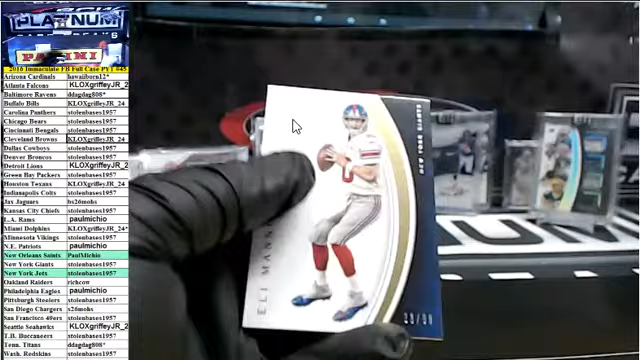 PLATINUM
PANINI
2016 Immaculate FB Full Case PYT #45
Arizona Cardinals hawaiiborn12*
Atlanta Falcons KLOXgriffeyJR_2
Baltimore Ravens ddagdag808*
Buffalo Bills KLOXgriffeyJR_24
Carolina Panthers stolenbases1957
Chicago Bears stolenbases1957
Cincinnati Bengals stolenbases1957
Cleveland Browns KLOXgriffeyJR_24
Dallas Cowboys stolenbases1957
Denver Broncos stolenbases1957
Detroit Lions KLOXgriffeyJR_2
Green Bay Packers stolenbases1957
Houston Texans KLOXgriffeyJR_24
Indianapolis Colts stolenbases1957
Jax Jaguars bs26mohs
Kansas City Chiefs stolenbases1957
L.A. Rams paulmichio
Miami Dolphins KLOXgriffeyJR_24*
Minnesota Vikings stolenbases1957
N.E. Patriots paulmichio
New Orleans Saints PaulMichio
New York Giants stolenbases1957
New York Jets stolenbases1957
Oakland Raiders richcow
Philadelphia Eagles paulmichio
Pittsburgh Steelers stolenbases1957
San Diego Chargers
San Francisco 49ers stolenbases1957
Seattle Seahawks KLOXgriffeyJR_2
T.B. Buccaneers stolenbases1957
Tenn. Titans ddagdag808*
Wash. Redskins stolenbases1957
NEW YORK GIANTS
ELI MANN